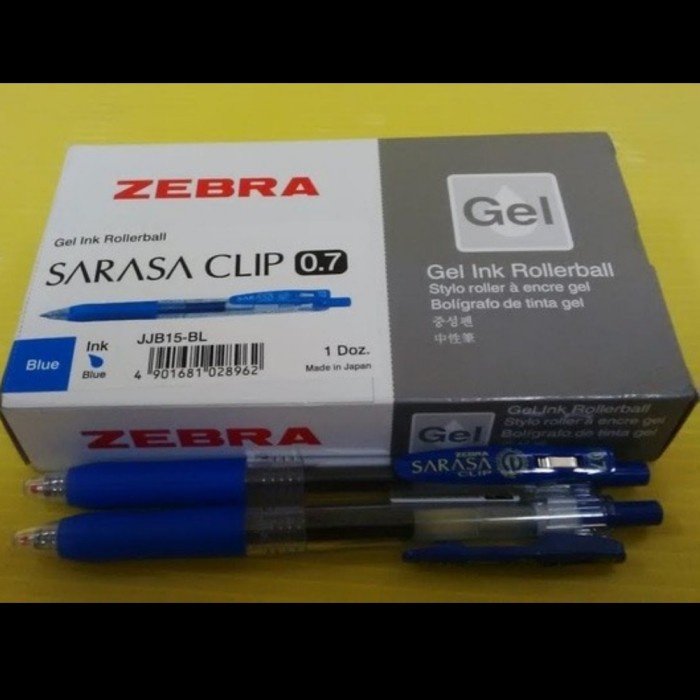 ZEBRA
Gel Ink Rollerball
SARASA CLIP 0.7
Blue
Ink
Blue
JJB15-BL
4 901681 028962
1 Doz.
Made in Japan
ZEBRA
Gel
Gel Ink Rollerball
Stylo roller à encre gel
Bolígrafo de tinta gel
중성펜
中性筆
Gel
Gel Ink Rollerball
Stylo roller à encre gel
Bolígrafo de tinta gel
ZEBRA
SARASA
CLIP